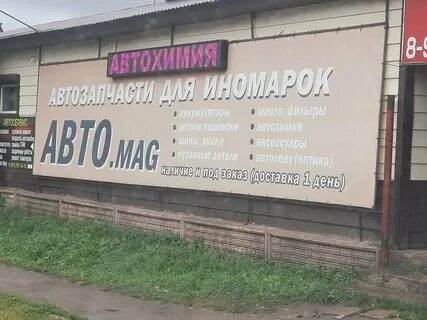 АВТОХИМИЯ
АВТОЗАПЧАСТИ ДЛЯ ИНОМАРОК
АВТО.MAG
• аккумуляторы
• детали подвески
• шины, диски
• кузовные детали
• масло, фильтры
• автохимия
• аксессуары
• автосвет (оптика)
наличие и под заказ (доставка 1 день)
8-9
АВТОСЕРВИС